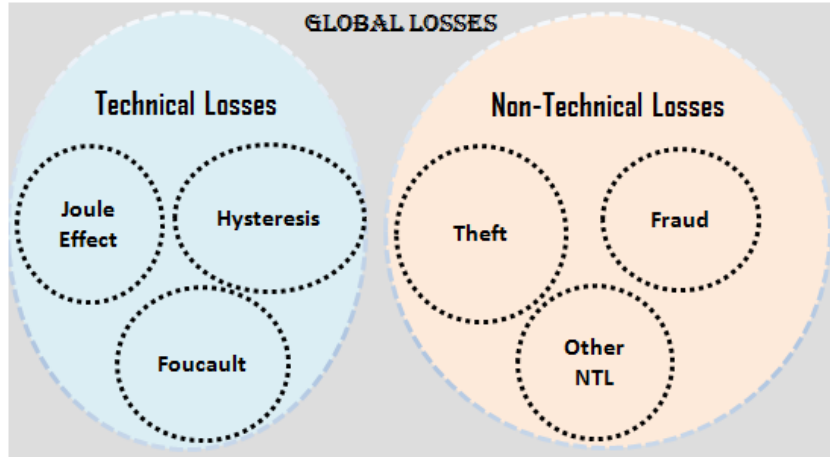 GLOBAL LOSSES
Technical Losses
Joule
Effect
Hysteresis
Foucault
Non-Technical Losses
Theft
Fraud
Other
NTL